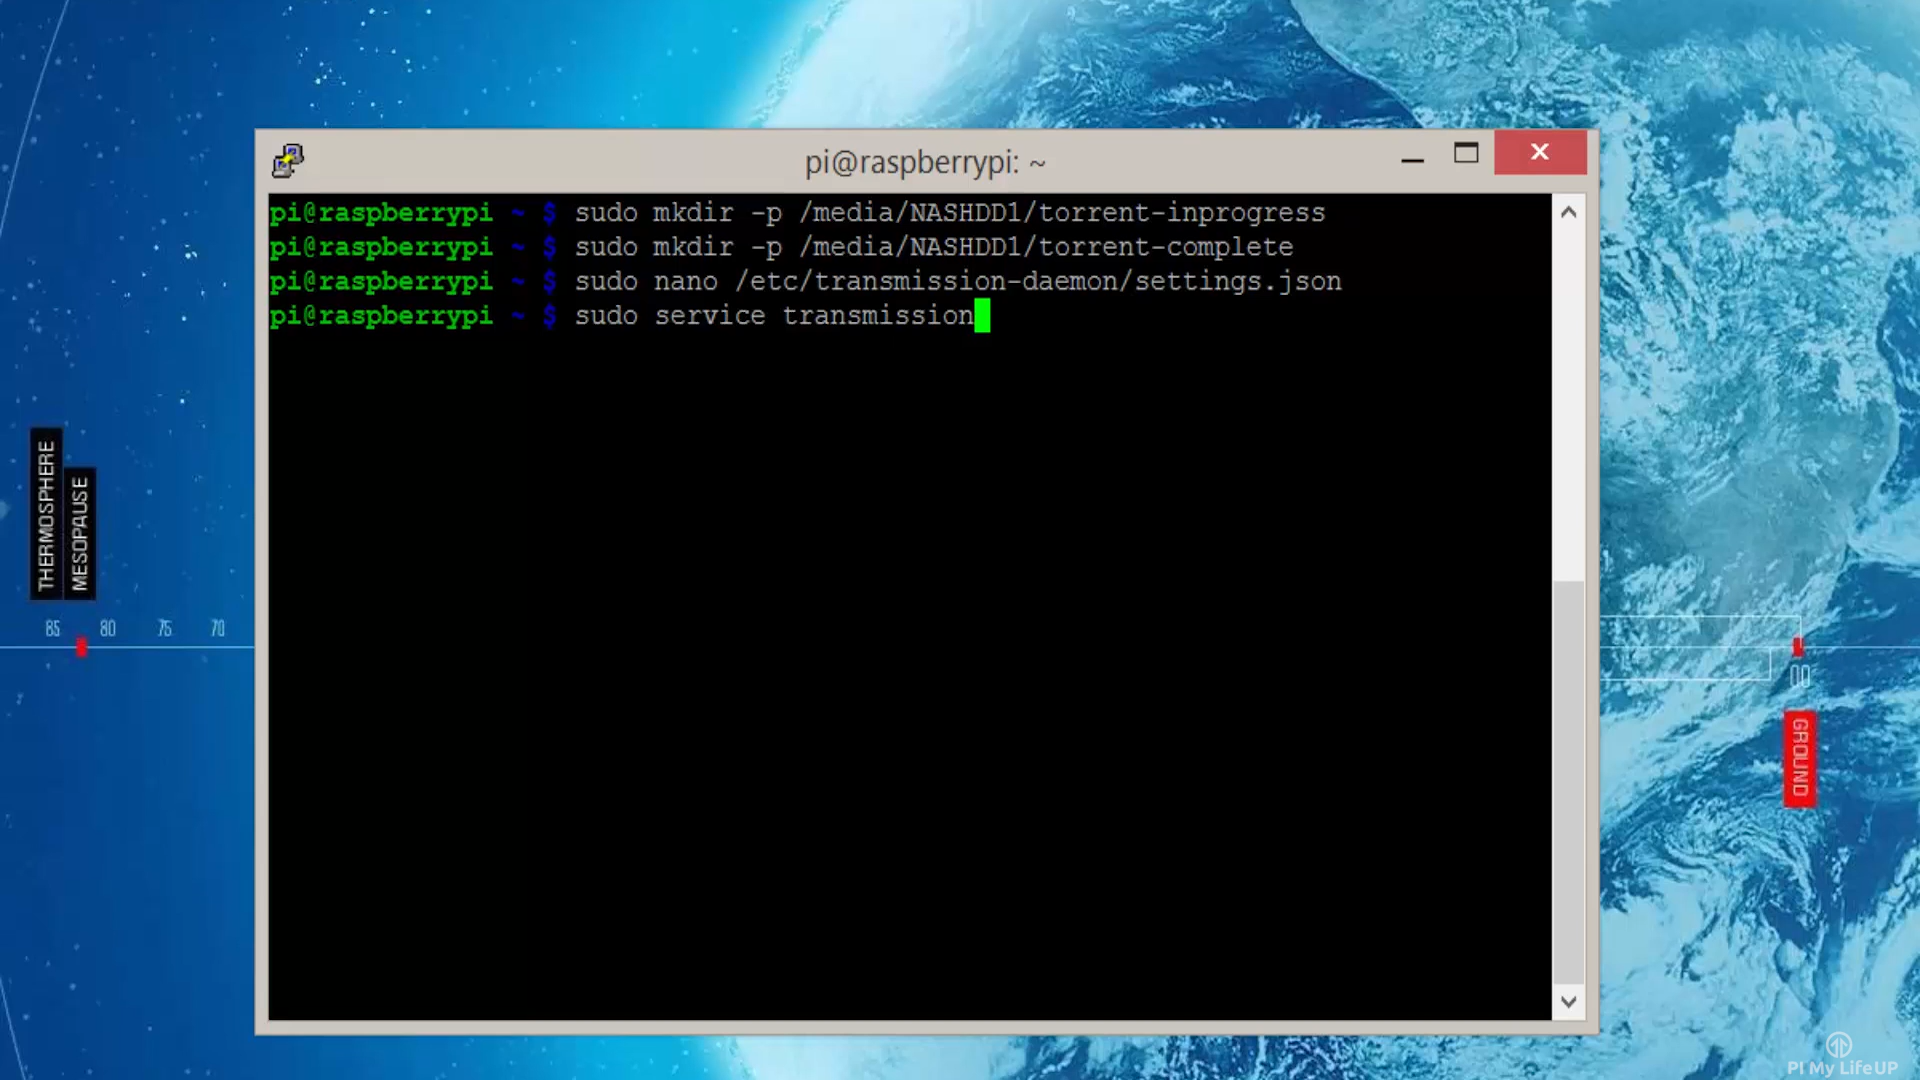 pi@raspberrypi: ~
pi@raspberrypi ~ $ sudo mkdir -p /media/NASHDD1/torrent-inprogress
pi@raspberrypi ~ $ sudo mkdir -p /media/NASHDD1/torrent-complete
pi@raspberrypi ~ $ sudo nano /etc/transmission-daemon/settings.json
pi@raspberrypi ~ $ sudo service transmission
THERMOSPHERE
MESOPAUSE
85 80 75 70
00
GROUND
PI My LifeUP